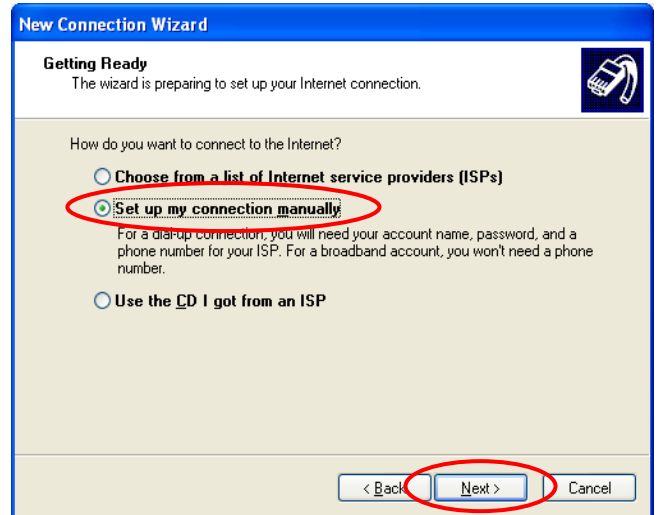 New Connection Wizard
Getting Ready
The wizard is preparing to set up your Internet connection.
How do you want to connect to the Internet?
Choose from a list of Internet service providers (ISPs)
Set up my connection manually
For a dial-up connection, you will need your account name, password, and a
phone number for your ISP. For a broadband account, you won't need a phone
number.
Use the CD I got from an ISP
< Back Next > Cancel